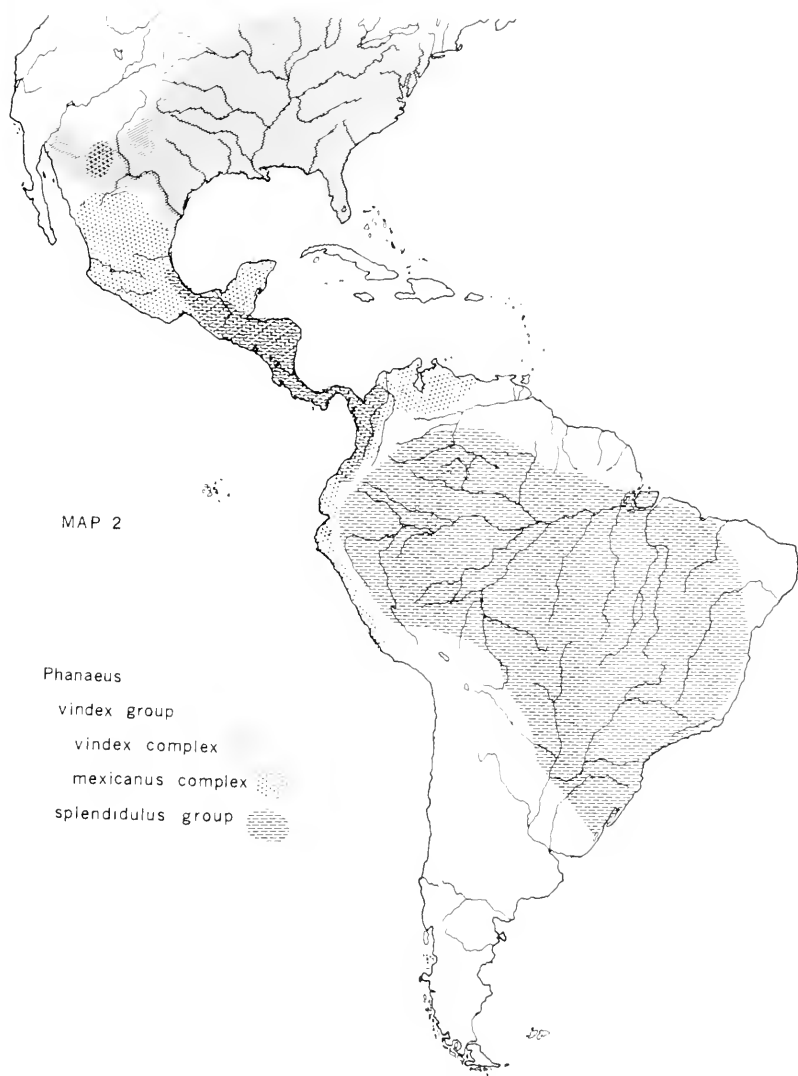 MAP 2
Phanaeus
vindex group
vindex complex
mexicanus complex
splendidulus group